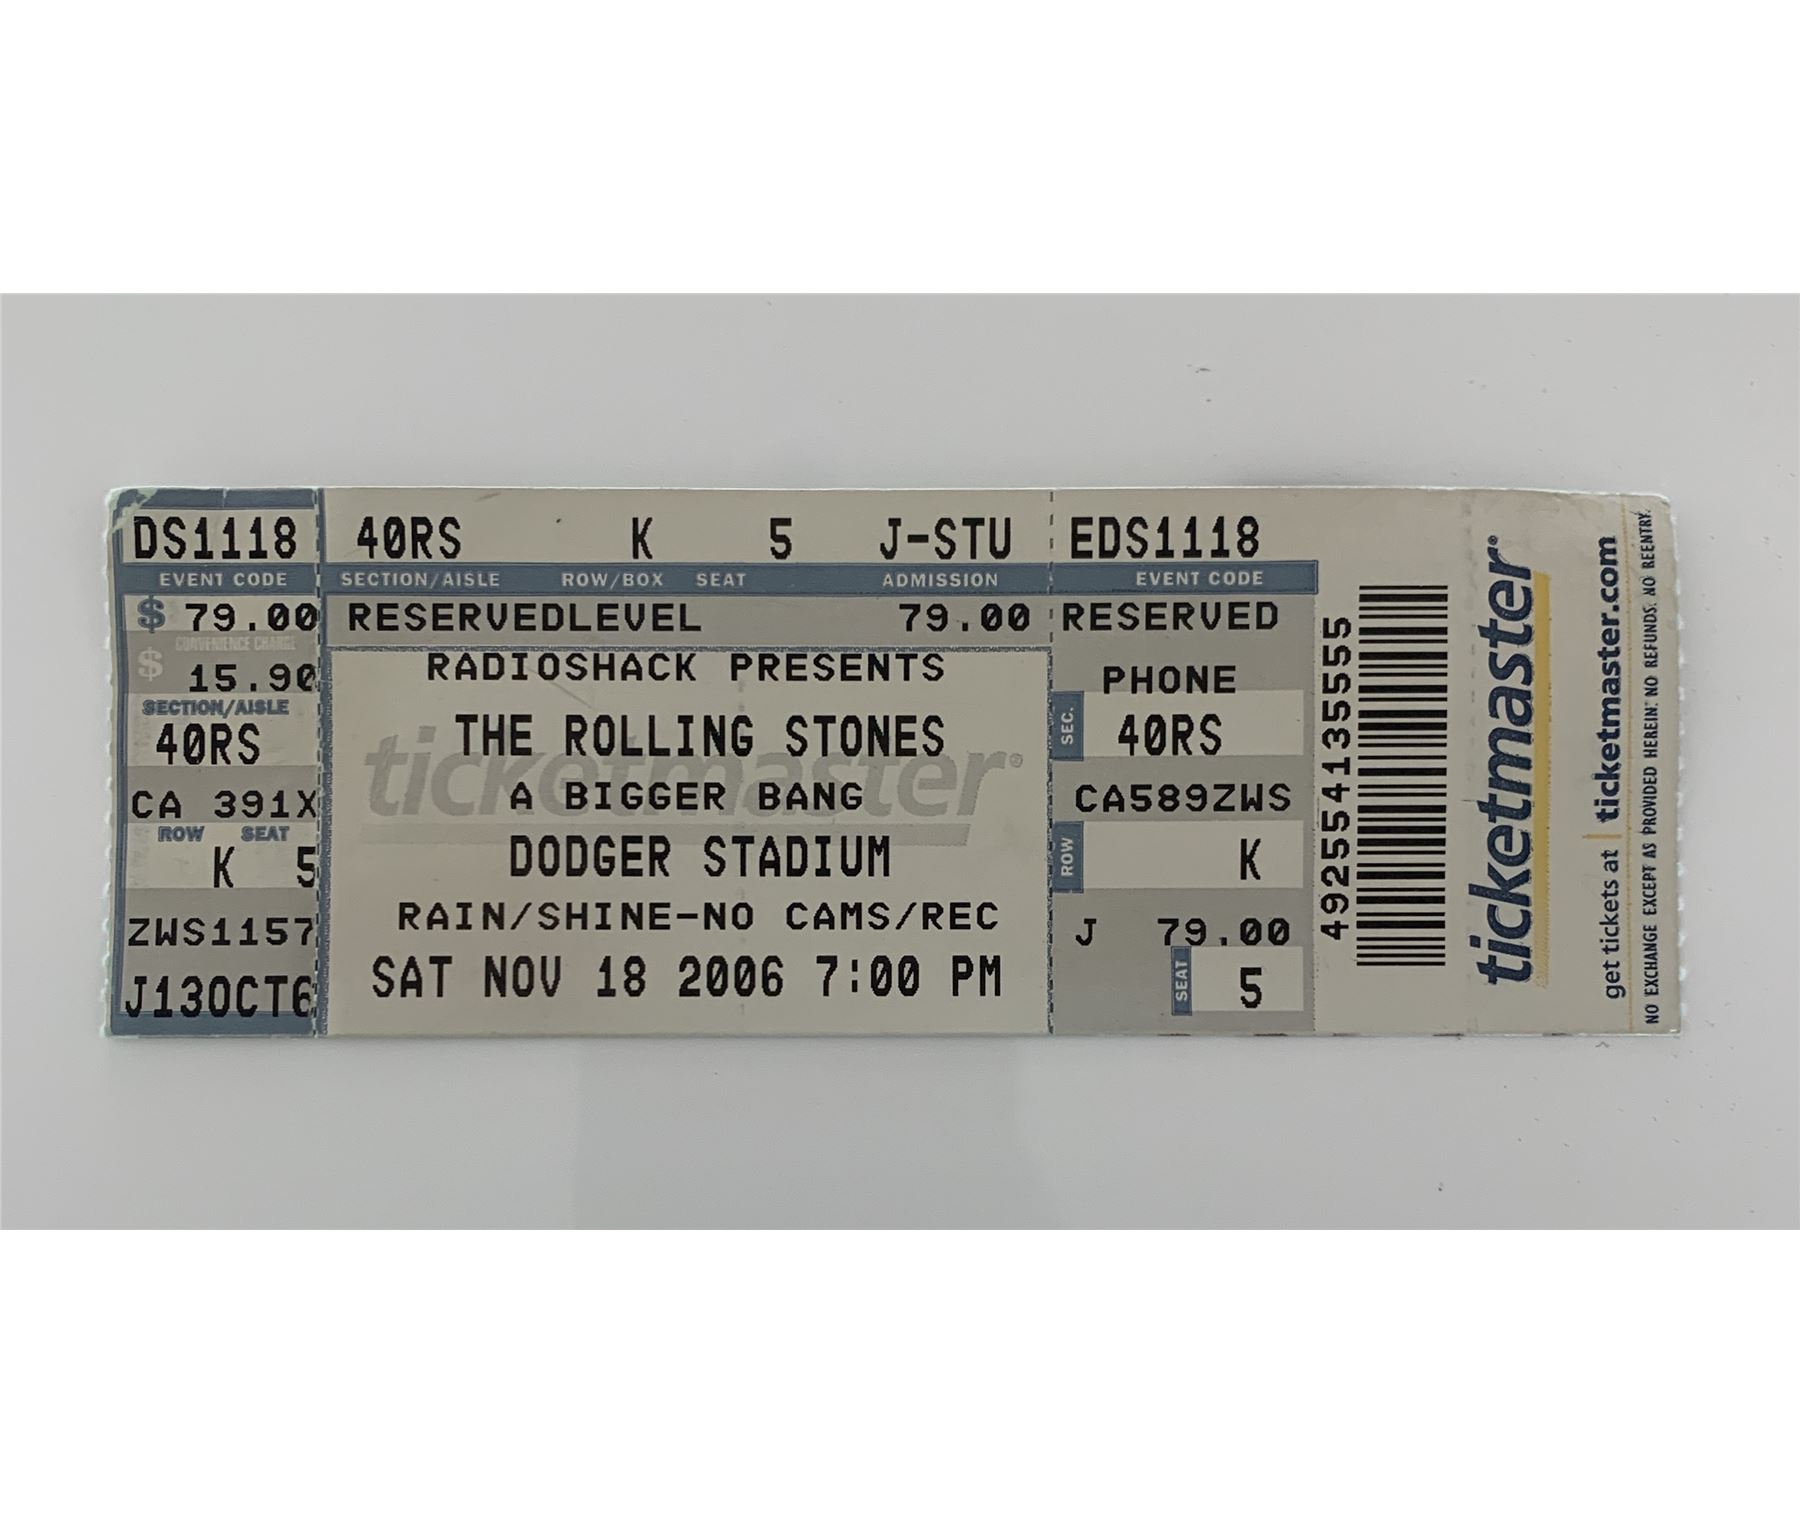 DS1118
EVENT CODE
$ 79.00
CONVENIENCE CHARGE
$ 15.90
SECTION/AISLE
40RS
CA 391X
ROW SEAT
K 5
ZWS1157
J13OCT6
40RS K 5 J-STU
SECTION/AISLE ROW/BOX SEAT ADMISSION
RESERVEDLEVEL 79.00
RADIOSHACK PRESENTS
THE ROLLING STONES
ticketmaster®
A BIGGER BANG
DODGER STADIUM
RAIN/SHINE-NO CAMS/REC
SAT NOV 18 2006 7:00 PM
EDS1118
EVENT CODE
RESERVED
PHONE
SEC. 40RS
CA589ZWS
ROW K
J 79.00
SEAT 5
4925541355555
ticketmaster®
get tickets at ticketmaster.com
NO EXCHANGE EXCEPT AS PROVIDED HEREIN. NO REFUNDS. NO REENTRY.